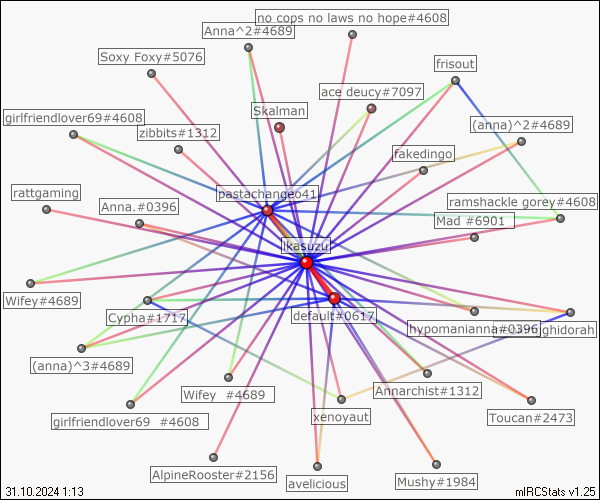 no cops no laws no hope#4608
Anna^2#4689
Soxy Foxy#5076
frisout
ace deucy#7097
Skalman
girlfriendlover69#4608
zibbits#1312
(anna)^2#4689
fakedingo
rattgaming
pastachangeo41
ramshackle gorey#4608
Anna.#0396
Mad #6901
ikasuzu
Wifey#4689
Cypha#1717
default#0617
hypomanianna#0396
ghidorah
(anna)^3#4689
Wifey #4689
Annarchist#1312
girlfriendlover69 #4608
xenoyaut
Toucan#2473
AlpineRooster#2156
avelicious
Mushy#1984
31.10.2024 1:13
mIRCStats v1.25